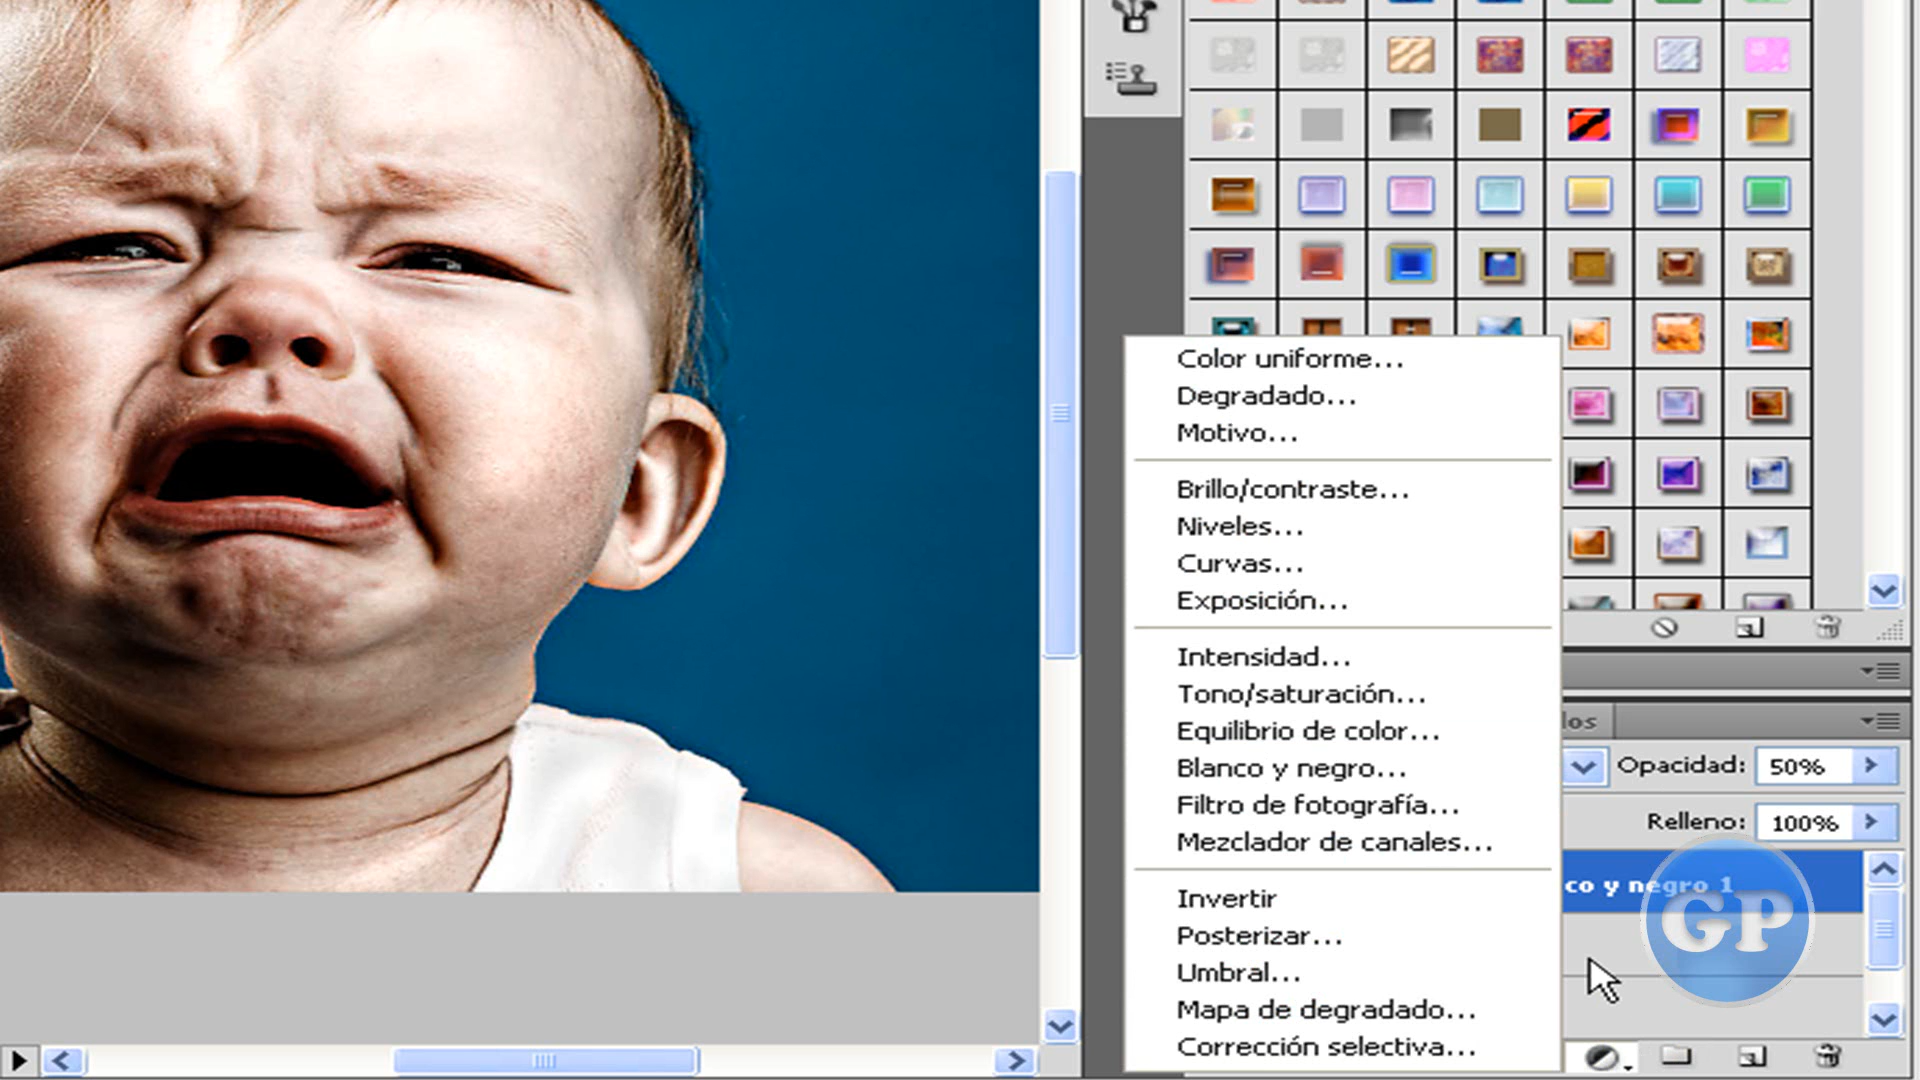 Color uniforme...
Degradado...
Motivo...
Brillo/contraste...
Niveles...
Curvas...
Exposición...
Intensidad...
Tono/saturación...
Equilibrio de color...
Blanco y negro...
Filtro de fotografía...
Mezclador de canales...
Invertir
Posterizar...
Umbral...
Mapa de degradado...
Corrección selectiva...
los
Opacidad: 50%
Relleno: 100%
co y negro 1
GP